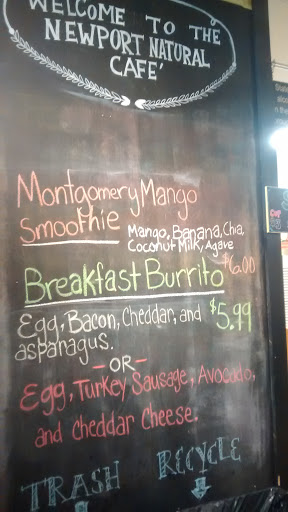 WELCOME TO THE
NEWPORT NATURAL
CAFE'
Montgomery Mango
Smoothie Mango, Banana, Chia,
Coconut Milk, Agave
$6.00
Breakfast Burrito
Egg, Bacon, Cheddar, and $5.99
asparagus.
-OR-
Egg, Turkey Sausage, Avocado,
and cheddar cheese.
TRASH RECYCLE